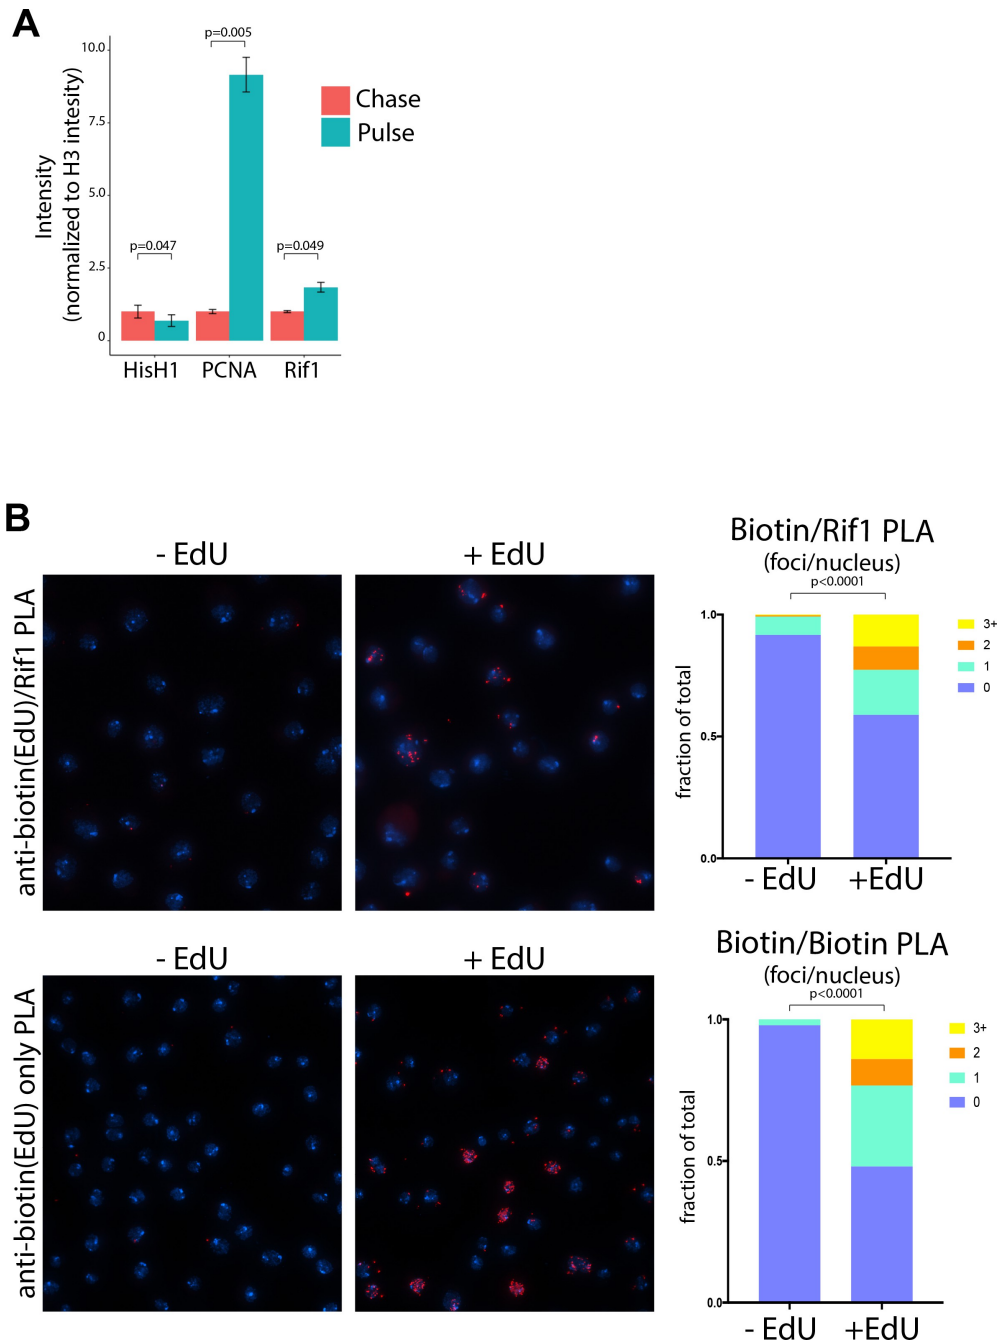 A
p=0.005
10.0
7.5
5.0
2.5
0
Intensity
(normalized to H3 intesity)
Chase
Pulse
p=0.047
p=0.049
HisH1
PCNA
Rif1
B
- EdU
+ EdU
anti-biotin(EdU)/Rif1 PLA
Biotin/Rif1 PLA
(foci/nucleus)
p<0.0001
1.0
0.5
0.0
fraction of total
3+
2
1
0
- EdU
+EdU
- EdU
+ EdU
anti-biotin(EdU) only PLA
Biotin/Biotin PLA
(foci/nucleus)
p<0.0001
1.0
0.5
0.0
fraction of total
3+
2
1
0
- EdU
+EdU